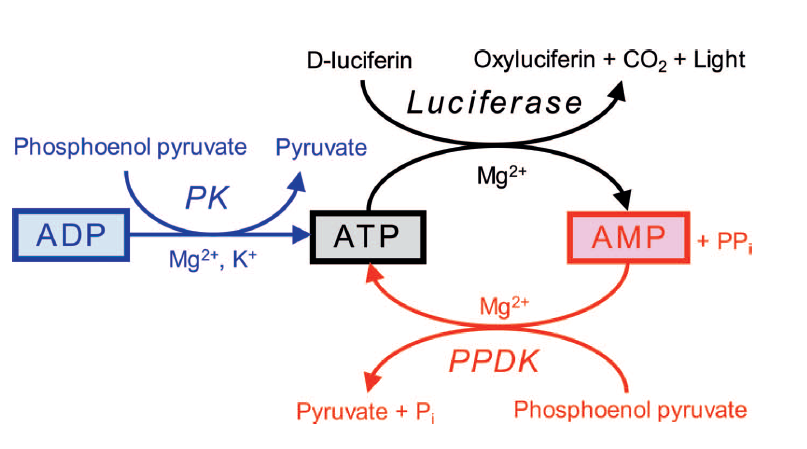 D-luciferin
Oxyluciferin + CO₂ + Light
Luciferase
Phosphoenol pyruvate
Pyruvate
PK
Mg²⁺
ADP
ATP
AMP
+ PPᵢ
Mg²⁺, K⁺
Mg²⁺
PPDK
Pyruvate + Pᵢ
Phosphoenol pyruvate